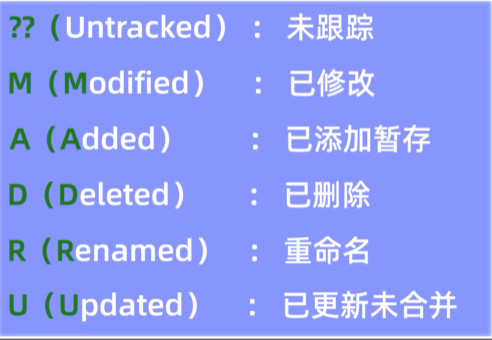 ??（Untracked）： 未跟踪
M（Modified）： 已修改
A（Added）： 已添加暂存
D（Deleted）： 已删除
R（Renamed）： 重命名
U（Updated）： 已更新未合并